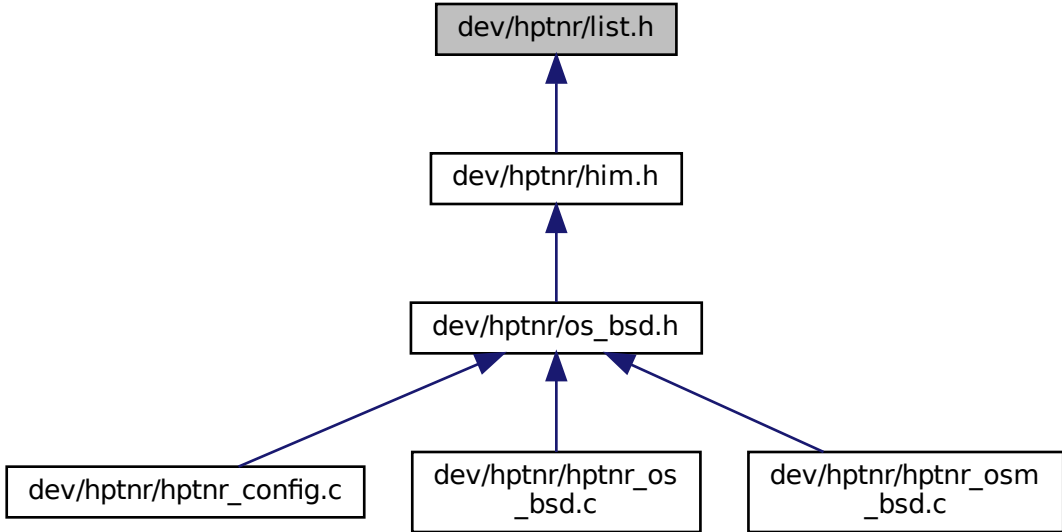 dev/hptnr/list.h
dev/hptnr/him.h
dev/hptnr/os_bsd.h
dev/hptnr/hptnr_config.c
dev/hptnr/hptnr_os
_bsd.c
dev/hptnr/hptnr_osm
_bsd.c